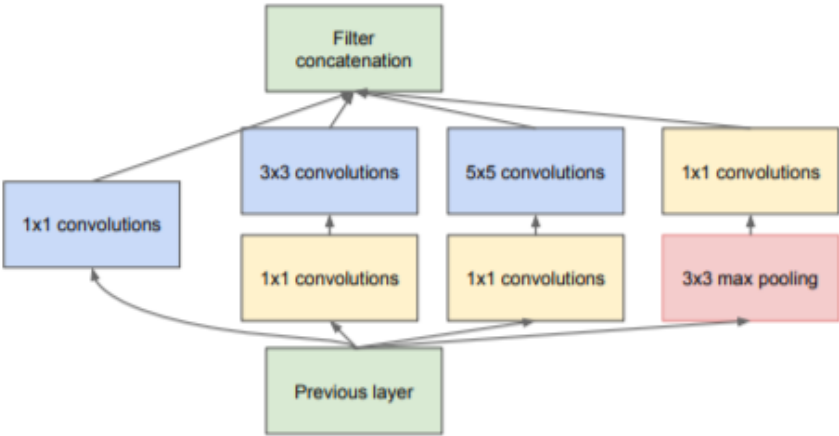 Filter
concatenation
3x3 convolutions
5x5 convolutions
1x1 convolutions
1x1 convolutions
1x1 convolutions
1x1 convolutions
3x3 max pooling
Previous layer